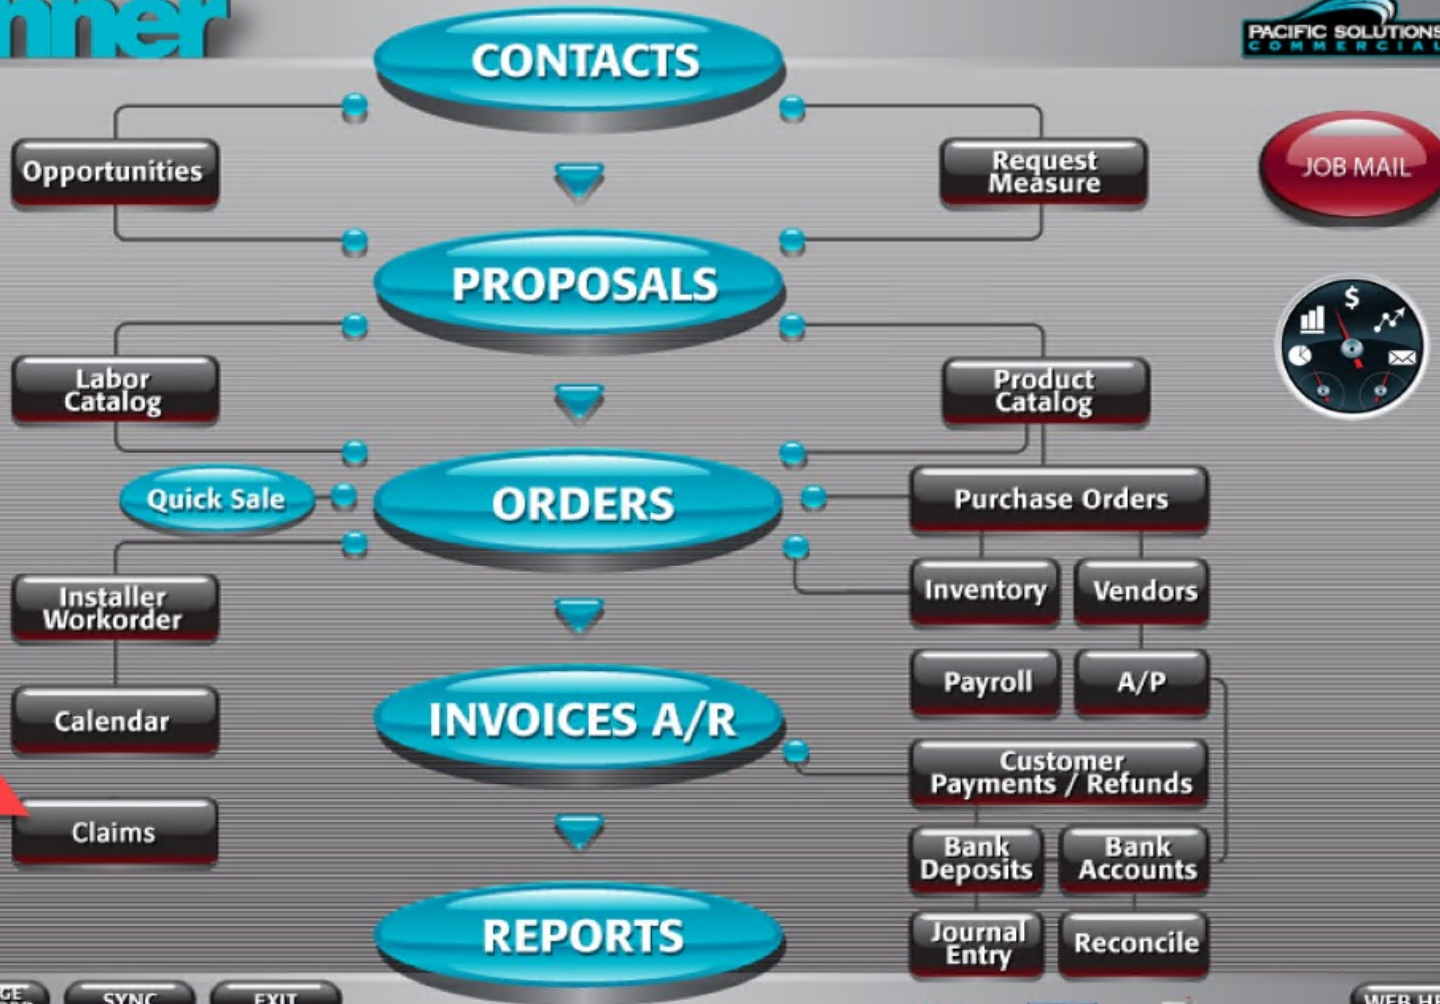 CONTACTS
PACIFIC SOLUTIONS
COMMERCIAL
Opportunities
Request
Measure
JOB MAIL
PROPOSALS
$
Labor
Catalog
Product
Catalog
Quick Sale
ORDERS
Purchase Orders
Installer
Workorder
Inventory
Vendors
Payroll
A/P
Calendar
INVOICES A/R
Customer
Payments / Refunds
Claims
Bank
Deposits
Bank
Accounts
REPORTS
Journal
Entry
Reconcile
SYNC
EXIT
WEB